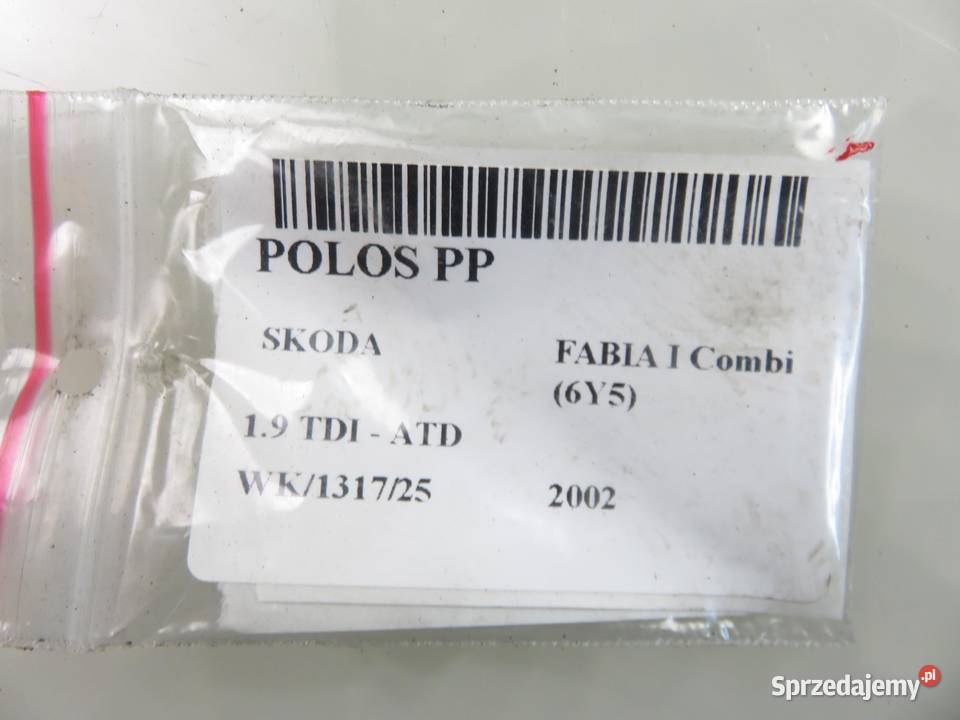 POLOS PP
SKODA
FABIA I Combi
(6Y5)
1.9 TDI - ATD
WK/1317/25
2002
Sprzedajemy.pl